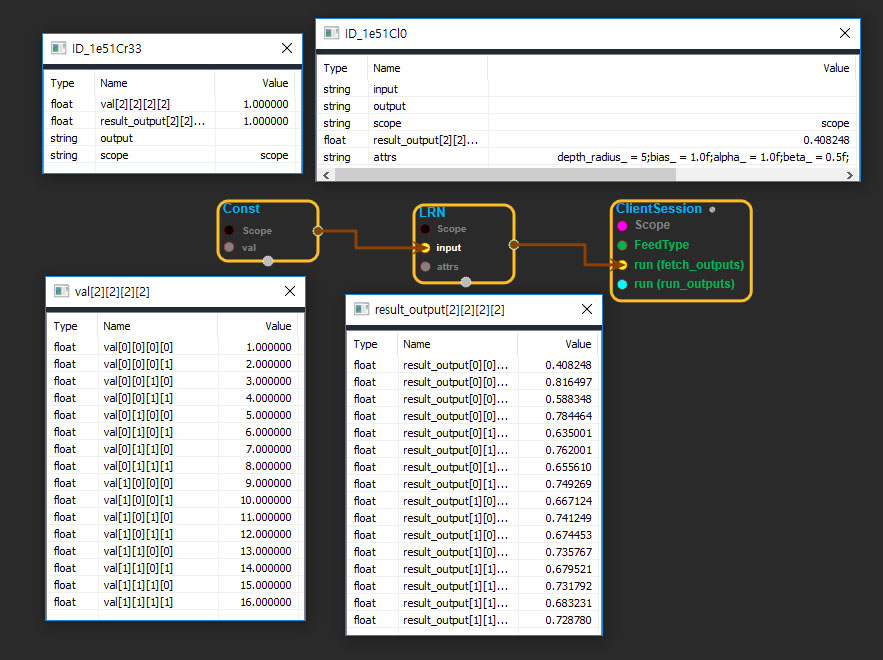 ID_1e51Cr33
Type Name Value
float val[2][2][2][2] 1.000000
float result_output[2][2]... 1.000000
string output
string scope scope
ID_1e51Cl0
Type Name Value
string input
string output
string scope scope
float result_output[2][2]... 0.408248
string attrs depth_radius_ = 5;bias_ = 1.0f;alpha_ = 1.0f;beta_ = 0.5f;
Const
Scope
val
LRN
Scope
input
attrs
ClientSession
Scope
FeedType
run (fetch_outputs)
run (run_outputs)
val[2][2][2][2]
Type Name Value
float val[0][0][0][0] 1.000000
float val[0][0][0][1] 2.000000
float val[0][0][1][0] 3.000000
float val[0][0][1][1] 4.000000
float val[0][1][0][0] 5.000000
float val[0][1][0][1] 6.000000
float val[0][1][1][0] 7.000000
float val[0][1][1][1] 8.000000
float val[1][0][0][0] 9.000000
float val[1][0][0][1] 10.000000
float val[1][0][1][0] 11.000000
float val[1][0][1][1] 12.000000
float val[1][1][0][0] 13.000000
float val[1][1][0][1] 14.000000
float val[1][1][1][0] 15.000000
float val[1][1][1][1] 16.000000
result_output[2][2][2][2]
Type Name Value
float result_output[0][0]... 0.408248
float result_output[0][0]... 0.816497
float result_output[0][0]... 0.588348
float result_output[0][0]... 0.784464
float result_output[0][1]... 0.635001
float result_output[0][1]... 0.762001
float result_output[0][1]... 0.655610
float result_output[0][1]... 0.749269
float result_output[1][0]... 0.667124
float result_output[1][0]... 0.741249
float result_output[1][0]... 0.674453
float result_output[1][0]... 0.735767
float result_output[1][1]... 0.679521
float result_output[1][1]... 0.731792
float result_output[1][1]... 0.683231
float result_output[1][1]... 0.728780